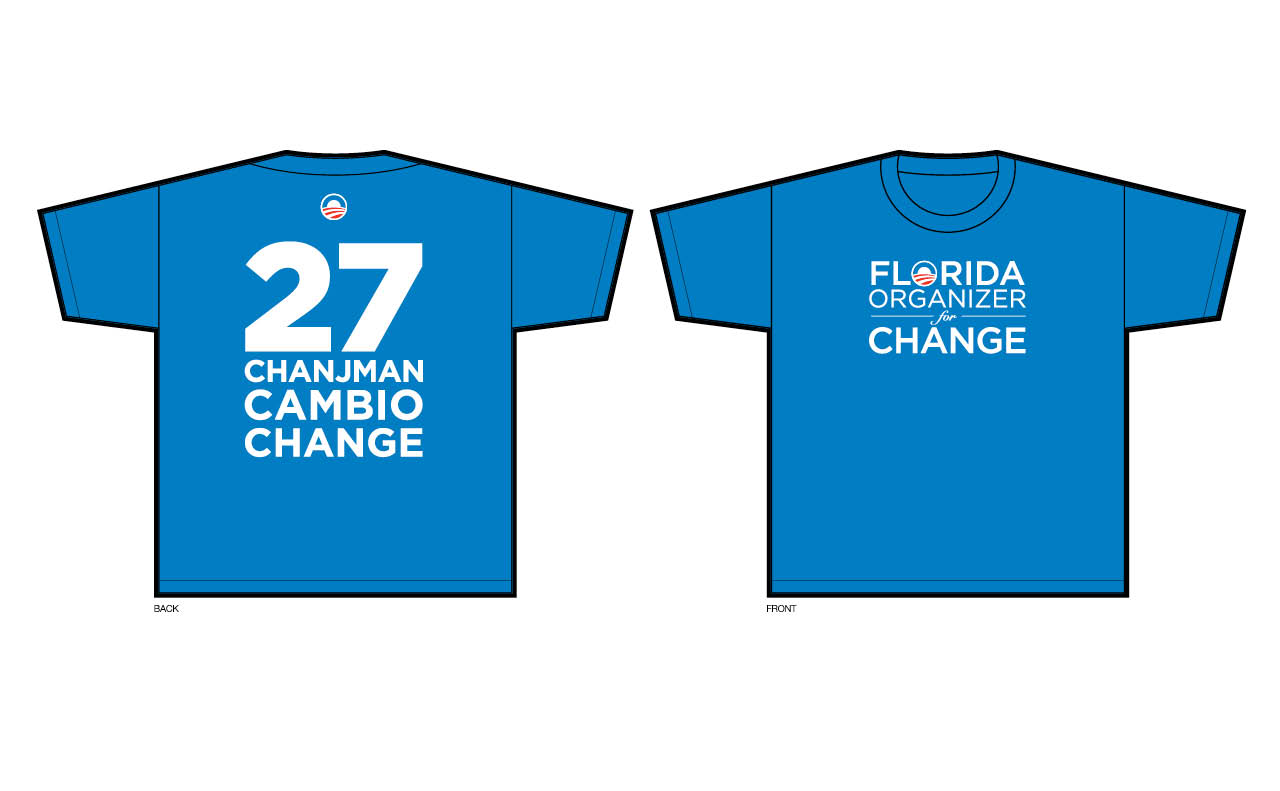 27
CHANJMAN
CAMBIO
CHANGE
BACK
FLORIDA
ORGANIZER
for
CHANGE
FRONT